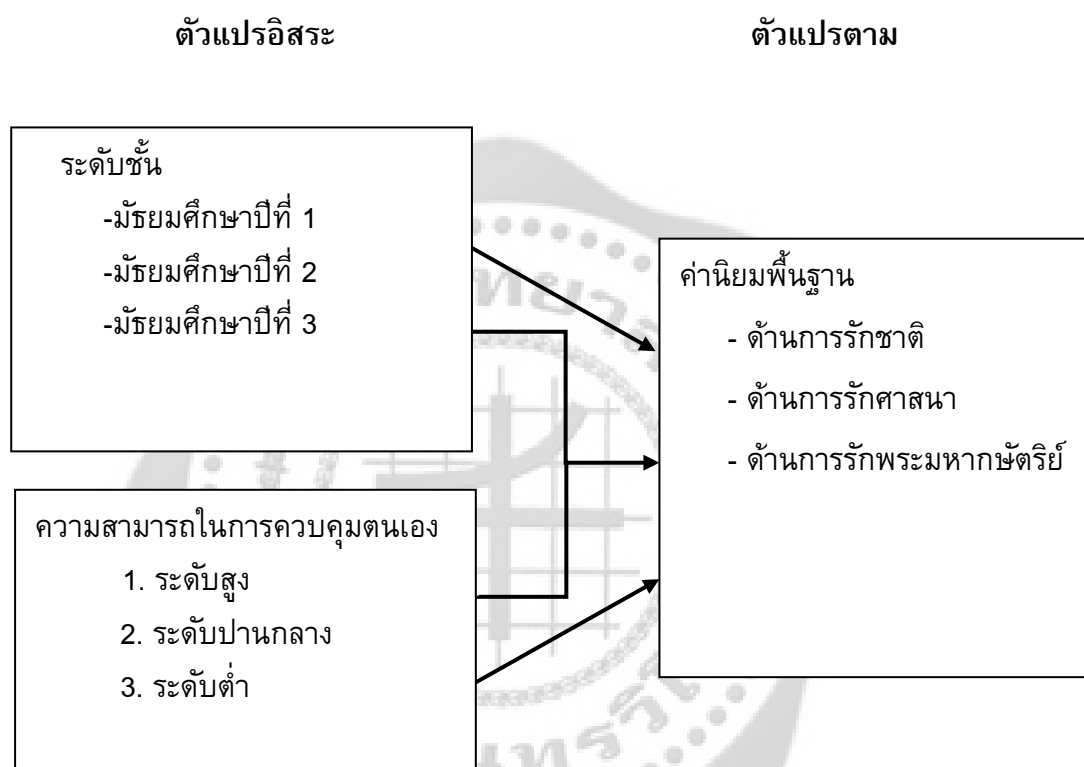 ตัวแปรอิสระ
ตัวแปรตาม
ระดับชั้น
-มัธยมศึกษาปีที่ 1
-มัธยมศึกษาปีที่ 2
-มัธยมศึกษาปีที่ 3
ความสามารถในการควบคุมตนเอง
1. ระดับสูง
2. ระดับปานกลาง
3. ระดับต่ำ
ค่านิยมพื้นฐาน
- ด้านการรักชาติ
- ด้านการรักศาสนา
- ด้านการรักพระมหากษัตริย์